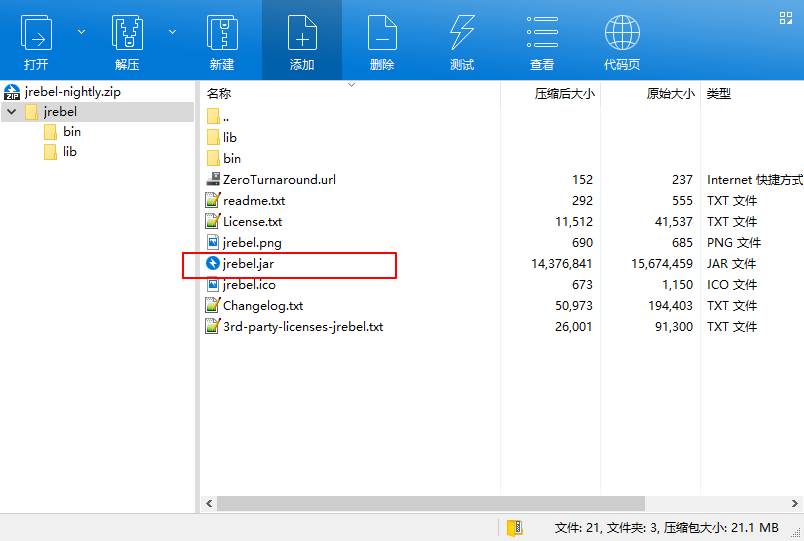 打开 解压 新建 添加 删除 测试 查看 代码页
jrebel-nightly.zip
jrebel
bin
lib
名称 压缩后大小 原始大小 类型
..
lib
bin
ZeroTurnaround.url 152 237 Internet 快捷方式
readme.txt 292 555 TXT 文件
License.txt 11,512 41,537 TXT 文件
jrebel.png 690 685 PNG 文件
jrebel.jar 14,376,841 15,674,459 JAR 文件
jrebel.ico 673 1,150 ICO 文件
Changelog.txt 50,973 194,403 TXT 文件
3rd-party-licenses-jrebel.txt 26,001 91,300 TXT 文件
文件: 21, 文件夹: 3, 压缩包大小: 21.1 MB